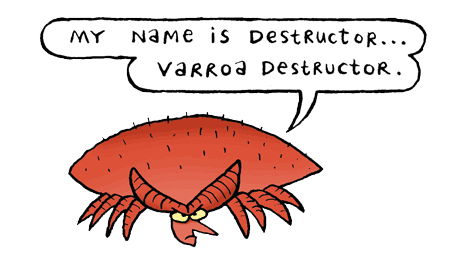 MY NAME IS DESTRUCTOR...
VARROA DESTRUCTOR.